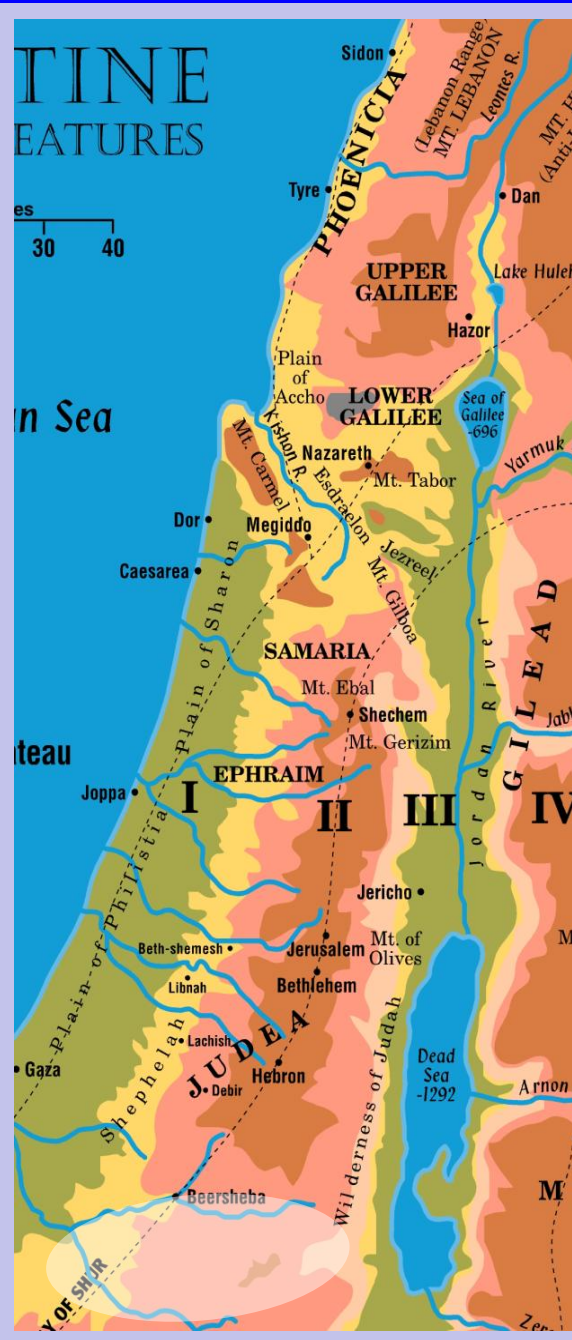 TINE
EATURES
es
30 40
n Sea
teau
Sidon
PHOENICIA
(Lebanon Range)
MT. LEBANON
Leontes R.
MT. H
(Anti-L
Tyre
Dan
UPPER
GALILEE
Lake Huleh
Hazor
Plain
of
Accho
LOWER
GALILEE
Sea of
Galilee
-696
Kishon R.
Mt. Carmel
Nazareth
Mt. Tabor
Yarmuk
Esdraelon
Dor
Megiddo
Jezreel
Caesarea
Mt. Gilboa
Plain of Sharon
SAMARIA
GILEAD
Jordan River
Mt. Ebal
Shechem
Mt. Gerizim
Jabb
EPHRAIM
Joppa
I
II
III
IV
Plain of Philistia
Jericho
Beth-shemesh
Jerusalem
Mt. of
Olives
M
Libnah
Bethlehem
Lachish
JUDEA
Gaza
Hebron
Debir
Dead
Sea
-1292
Arnon
Shephelah
Wilderness of Judah
Beersheba
M
Y OF SHUR
Zere